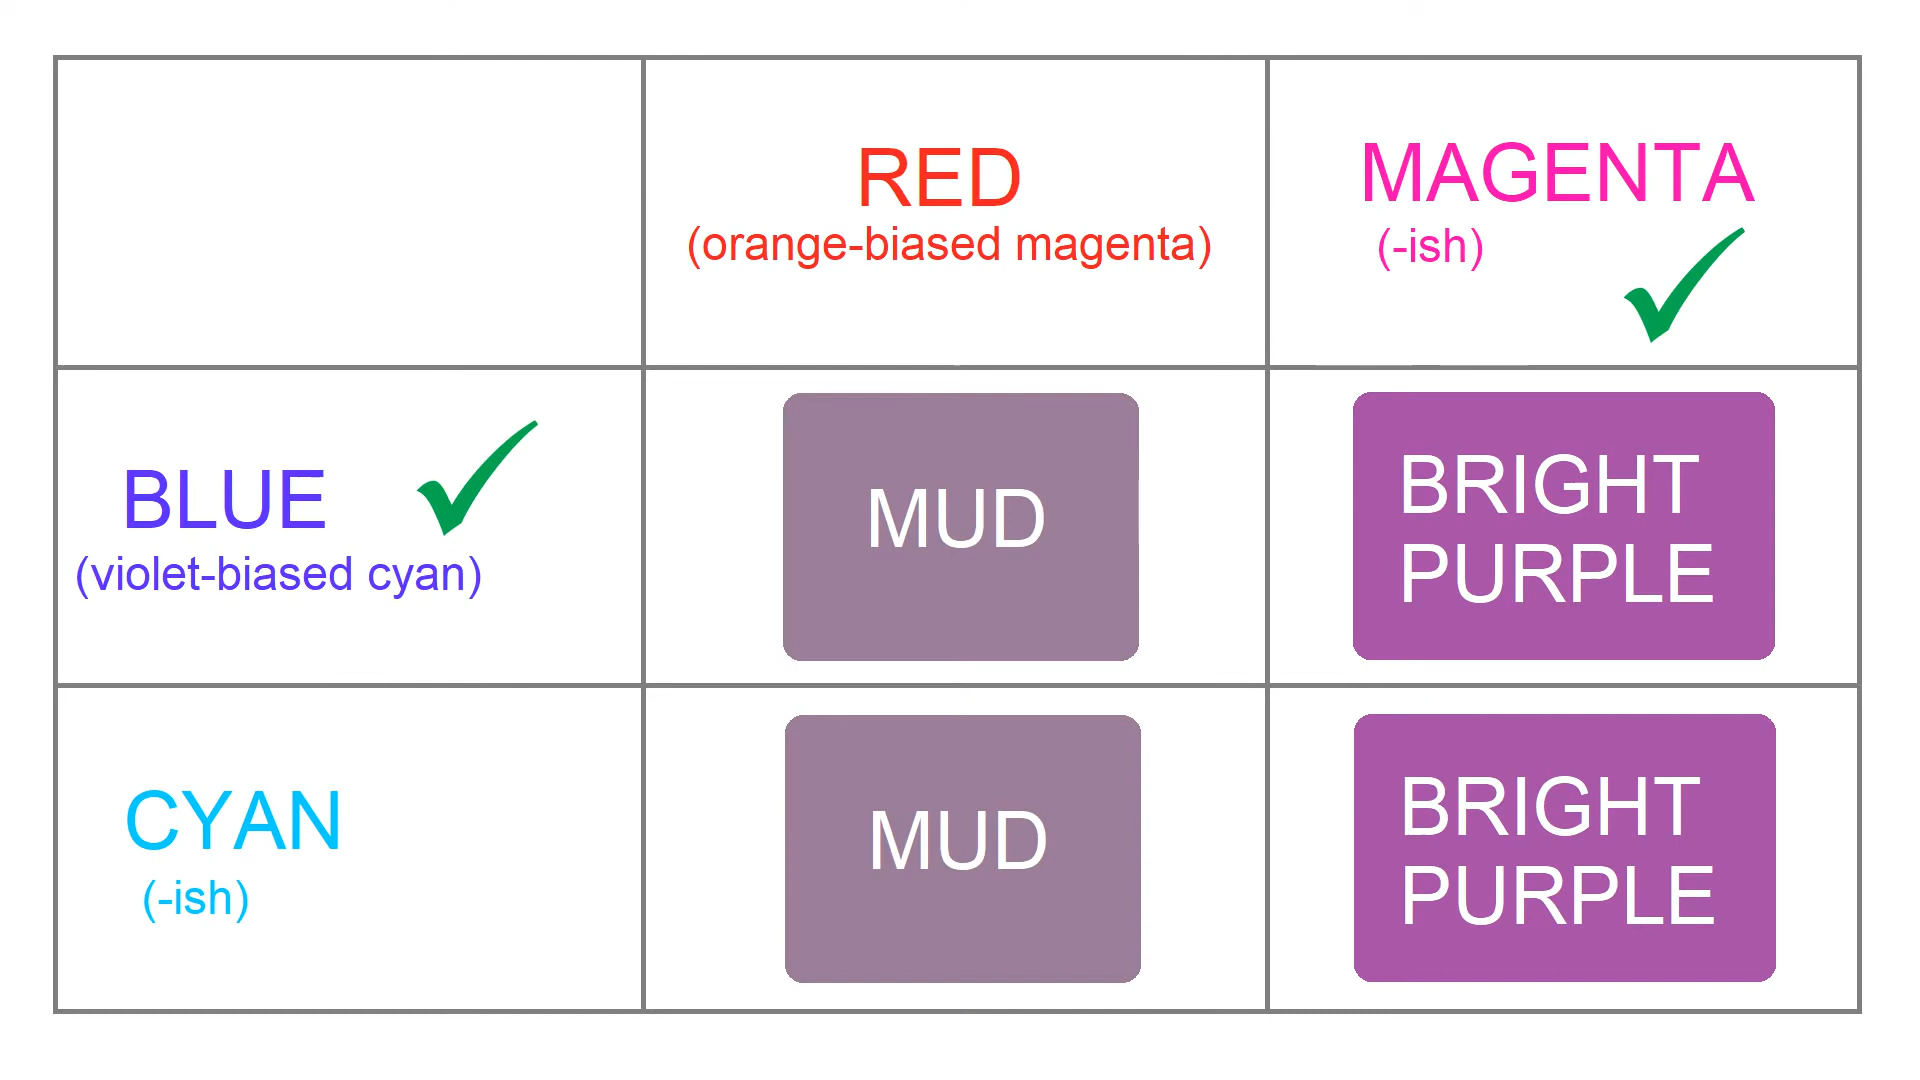 RED
(orange-biased magenta)
MAGENTA
(-ish)
BLUE
(violet-biased cyan)
MUD
BRIGHT
PURPLE
CYAN
(-ish)
MUD
BRIGHT
PURPLE